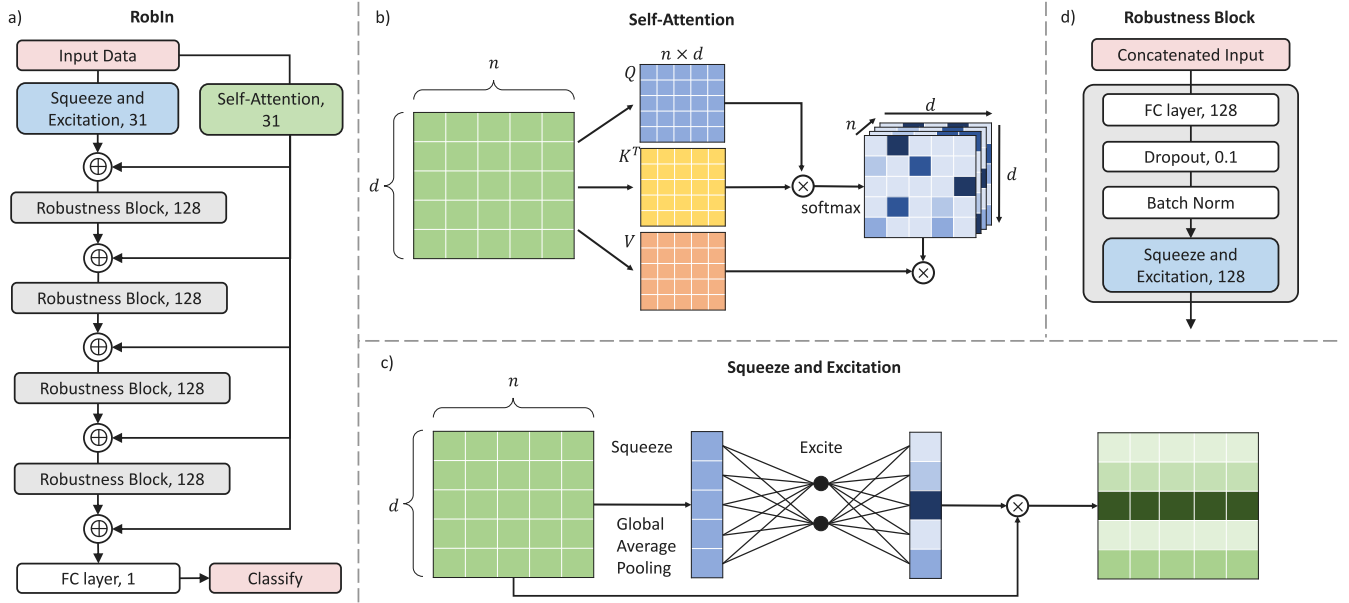 a)
RobIn
Input Data
Squeeze and
Excitation, 31
Self-Attention,
31
Robustness Block, 128
Robustness Block, 128
Robustness Block, 128
Robustness Block, 128
FC layer, 1
Classify
b)
Self-Attention
n
d
n × d
Q
K^T
V
softmax
n
d
d
d)
Robustness Block
Concatenated Input
FC layer, 128
Dropout, 0.1
Batch Norm
Squeeze and
Excitation, 128
c)
Squeeze and Excitation
n
d
Squeeze
Global
Average
Pooling
Excite